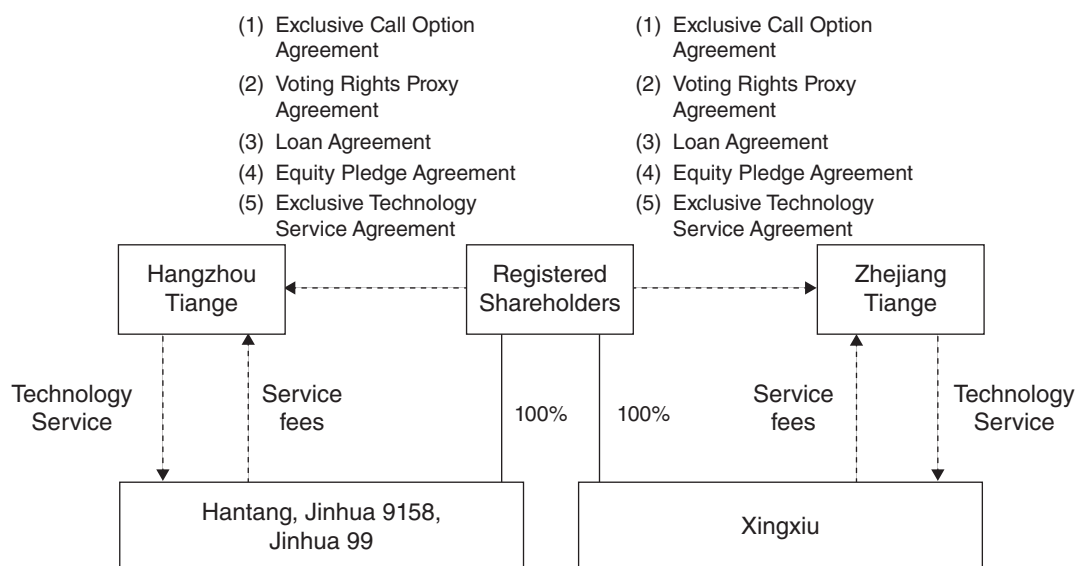 (1) Exclusive Call Option
Agreement
(2) Voting Rights Proxy
Agreement
(3) Loan Agreement
(4) Equity Pledge Agreement
(5) Exclusive Technology
Service Agreement
(1) Exclusive Call Option
Agreement
(2) Voting Rights Proxy
Agreement
(3) Loan Agreement
(4) Equity Pledge Agreement
(5) Exclusive Technology
Service Agreement
Hangzhou
Tiange
Registered
Shareholders
Zhejiang
Tiange
Technology
Service
Service
fees
100%
100%
Service
fees
Technology
Service
Hantang, Jinhua 9158,
Jinhua 99
Xingxiu